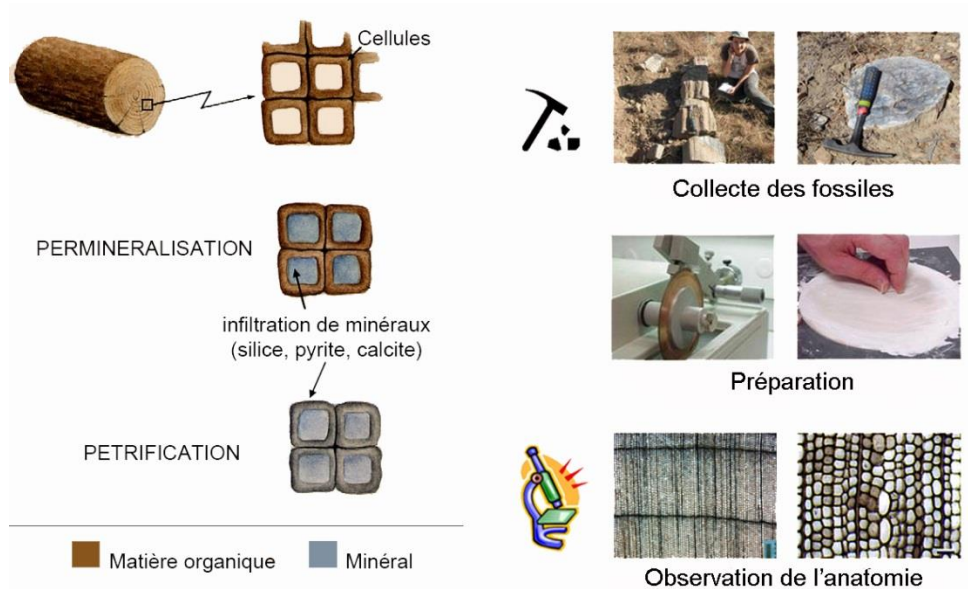 Cellules
PERMINERALISATION
infiltration de minéraux
(silice, pyrite, calcite)
PETRIFICATION
Matière organique
Minéral
Collecte des fossiles
Préparation
Observation de l'anatomie